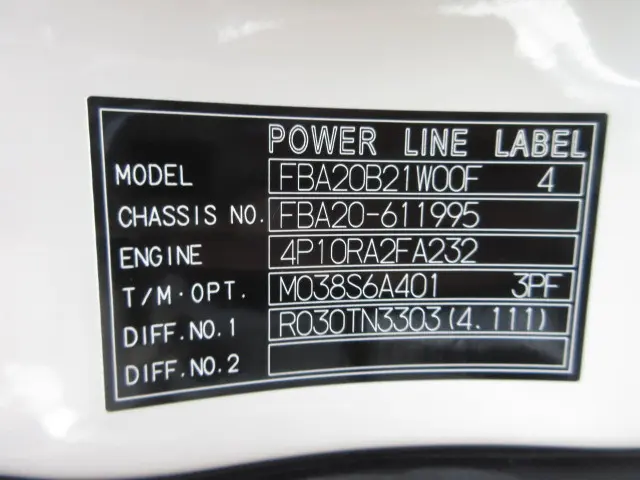 POWER LINE LABEL
MODEL FBA20B21W00F 4
CHASSIS NO. FBA20-611995
ENGINE 4P10RA2FA232
T/M·OPT. M038S6A401 3PF
DIFF.NO.1 R030TN3303(4.111)
DIFF.NO.2